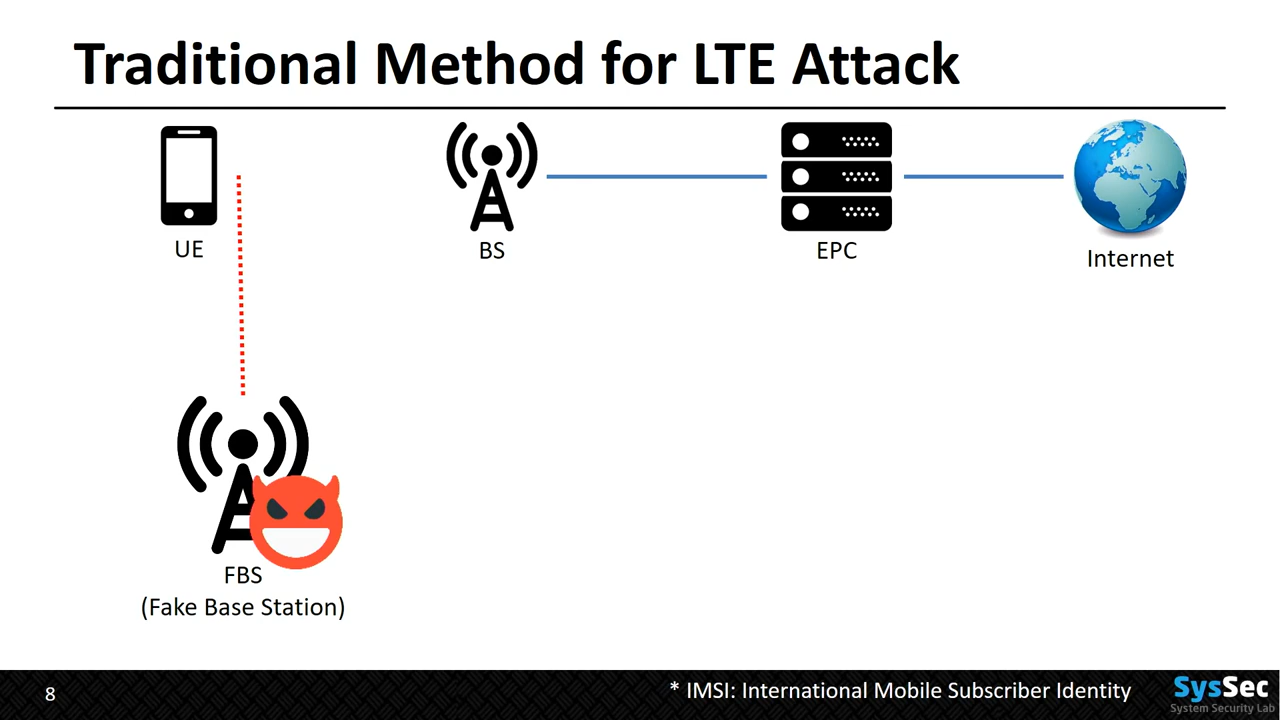 Traditional Method for LTE Attack
UE
BS
EPC
Internet
FBS
(Fake Base Station)
8
* IMSI: International Mobile Subscriber Identity
SysSec
System Security Lab